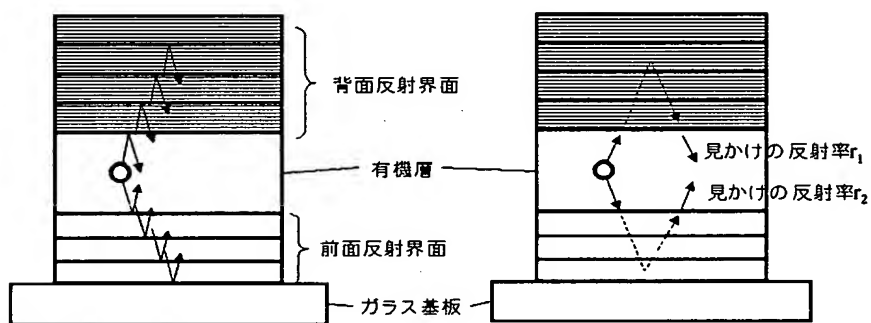 背面反射界面
有機層
見かけの反射率r₁
見かけの反射率r₂
前面反射界面
ガラス基板